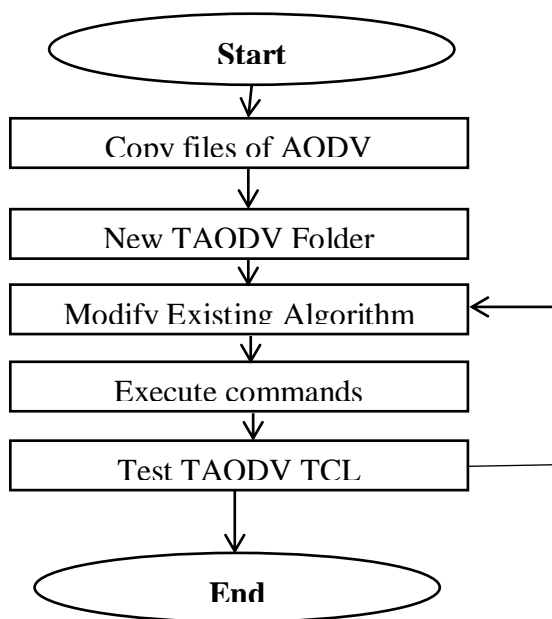 Start
Copy files of AODV
New TAODV Folder
Modify Existing Algorithm
Execute commands
Test TAODV TCL
End